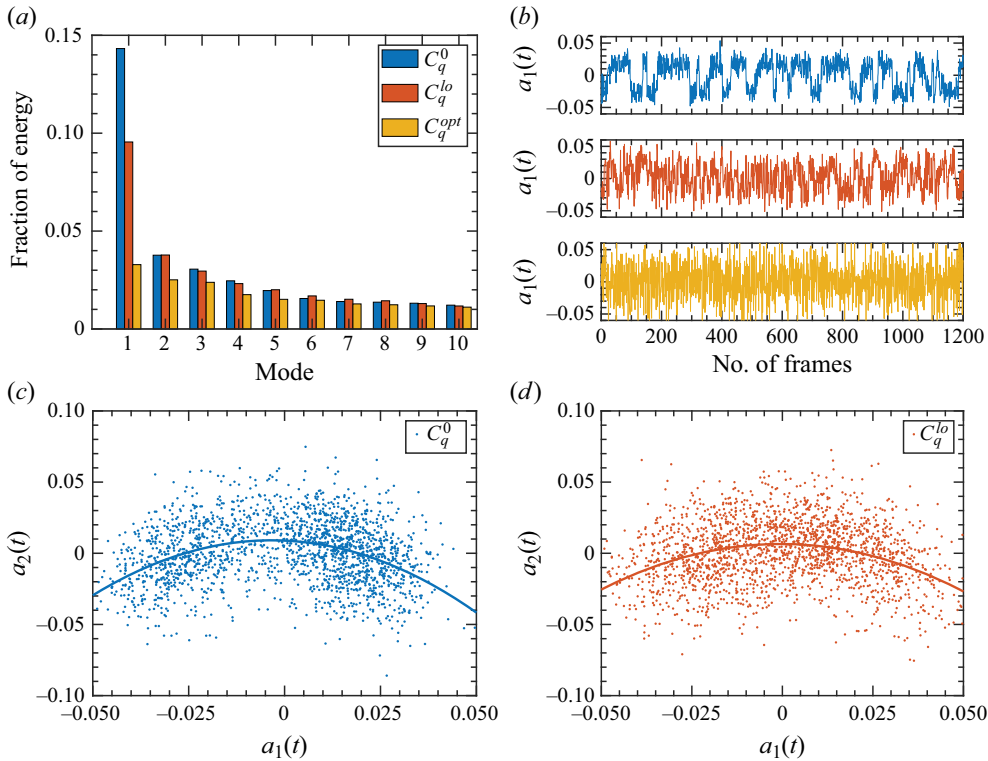 (a)
0.15
0.10
0.05
0
Fraction of energy
C_q^0
C_q^{lo}
C_q^{opt}
1 2 3 4 5 6 7 8 9 10
Mode
(b)
0.05
0
−0.05
a_1(t)
0.05
0
−0.05
a_1(t)
0.05
0
−0.05
a_1(t)
0 200 400 600 800 1000 1200
No. of frames
(c)
0.10
0.05
0
−0.05
−0.10
a_2(t)
C_q^0
−0.050 −0.025 0 0.025 0.050
a_1(t)
(d)
0.10
0.05
0
−0.05
−0.10
a_2(t)
C_q^{lo}
−0.050 −0.025 0 0.025 0.050
a_1(t)